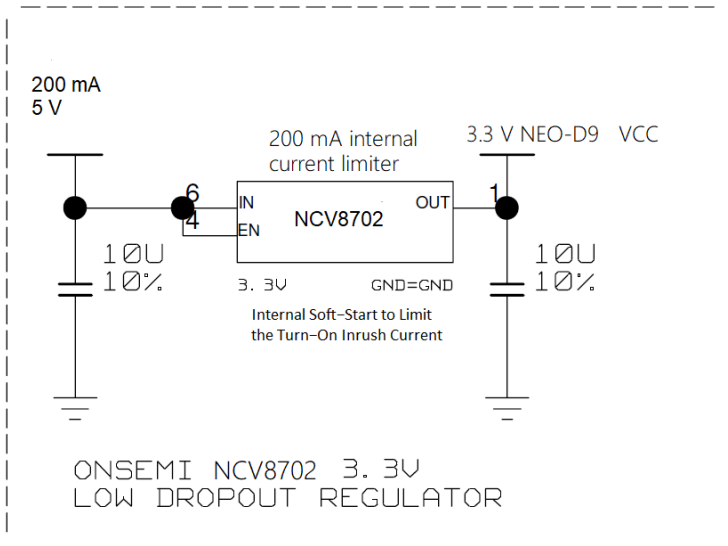 200 mA
5 V
200 mA internal
current limiter
3.3 V NEO-D9 VCC
6
4
IN
EN
NCV8702
OUT
1
10U
10%
3.3V
GND=GND
10U
10%
Internal Soft-Start to Limit
the Turn-On Inrush Current
ONSEMI NCV8702 3.3V
LOW DROPOUT REGULATOR